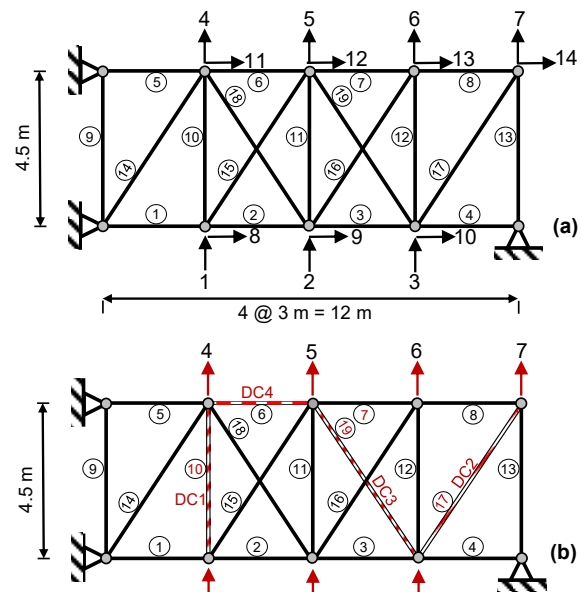 4 5 6 7
11 12 13 14
5 6 7 8
18 19
9 10 11 12 13
4.5 m
14 15 16 17
1 2 3 4
(a)
8 9 10
1 2 3
4 @ 3 m = 12 m
4 5 6 7
DC4
5 6 7 8
18 19
9 10 11 12 13
DC2
4.5 m
DC1 DC3
14 15 16 17
1 2 3 4
(b)